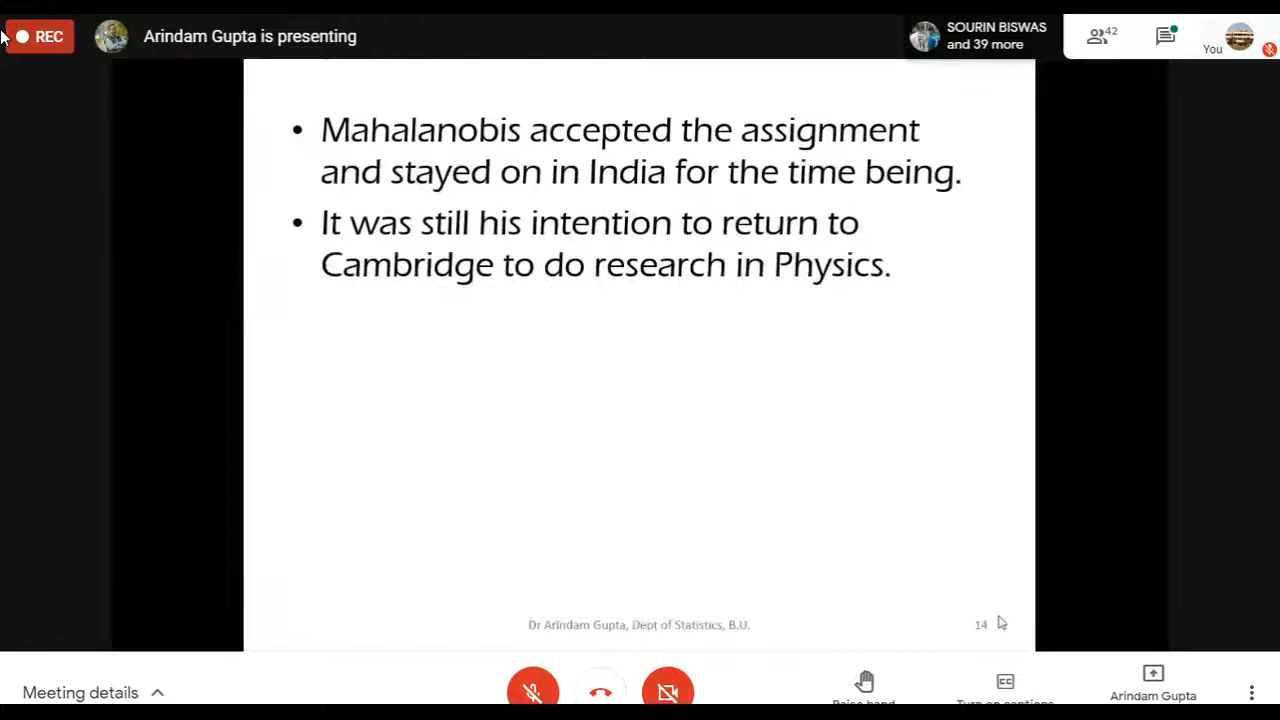 REC
Arindam Gupta is presenting
SOURIN BISWAS
and 39 more
42
You
• Mahalanobis accepted the assignment
and stayed on in India for the time being.
• It was still his intention to return to
Cambridge to do research in Physics.
Dr Arindam Gupta, Dept of Statistics, B.U.
14
Meeting details
Raise hand
CC
Turn on captions
Arindam Gupta